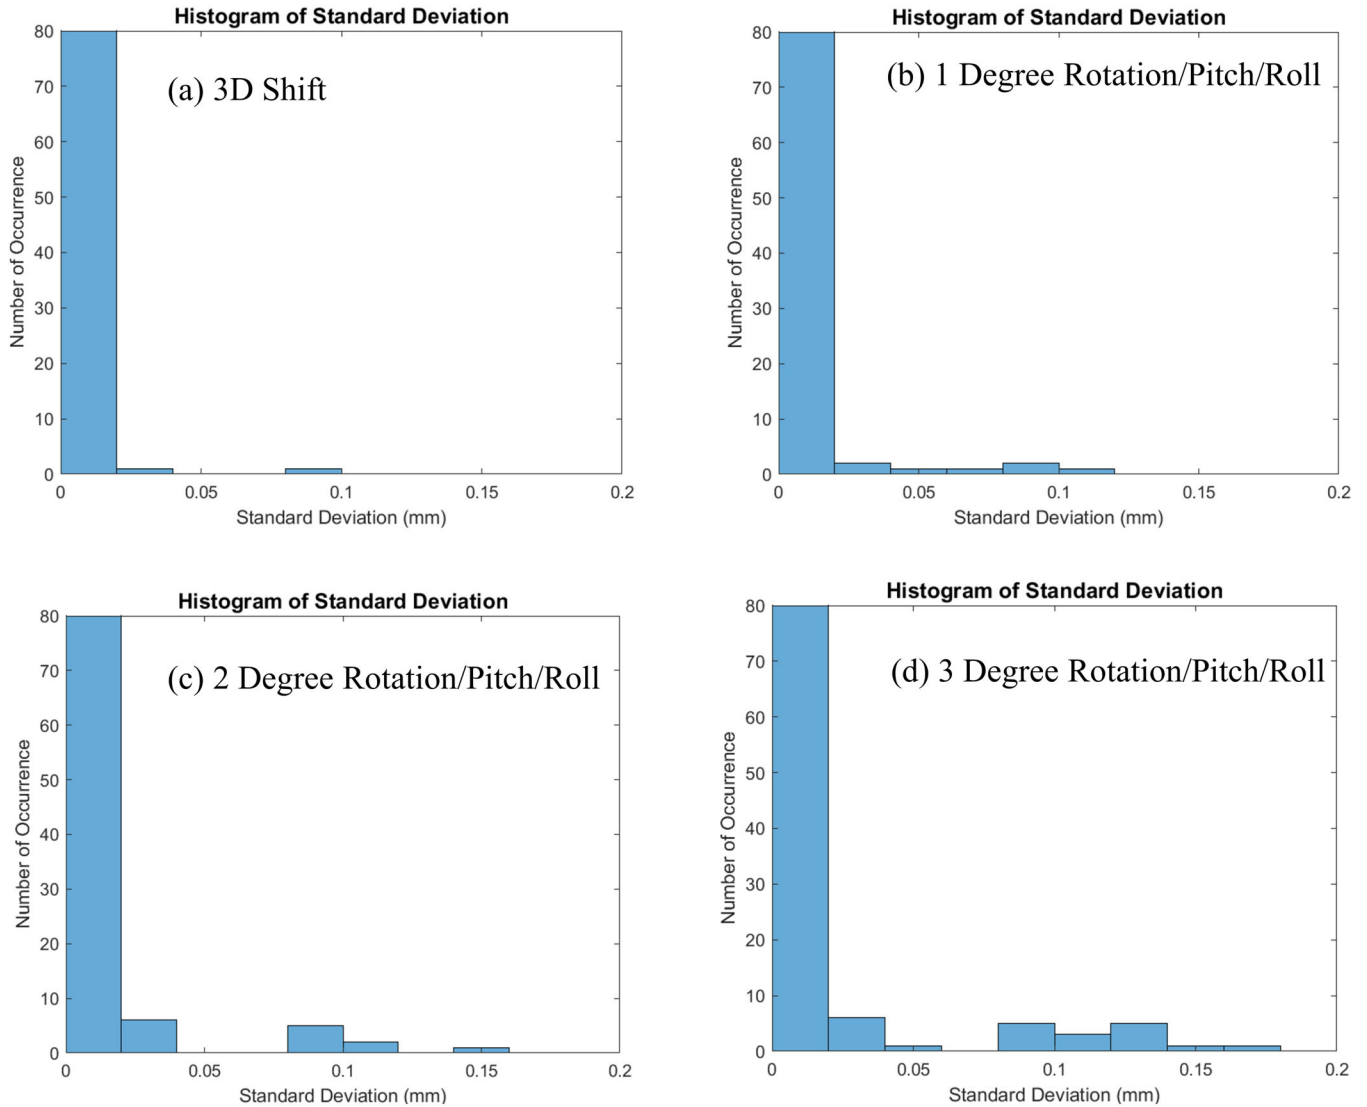 Histogram of Standard Deviation
(a) 3D Shift
Number of Occurrence
80
70
60
50
40
30
20
10
0
0 0.05 0.1 0.15 0.2
Standard Deviation (mm)
Histogram of Standard Deviation
(b) 1 Degree Rotation/Pitch/Roll
Number of Occurrence
80
70
60
50
40
30
20
10
0
0 0.05 0.1 0.15 0.2
Standard Deviation (mm)
Histogram of Standard Deviation
(c) 2 Degree Rotation/Pitch/Roll
Number of Occurrence
80
70
60
50
40
30
20
10
0
0 0.05 0.1 0.15 0.2
Standard Deviation (mm)
Histogram of Standard Deviation
(d) 3 Degree Rotation/Pitch/Roll
Number of Occurrence
80
70
60
50
40
30
20
10
0
0 0.05 0.1 0.15 0.2
Standard Deviation (mm)